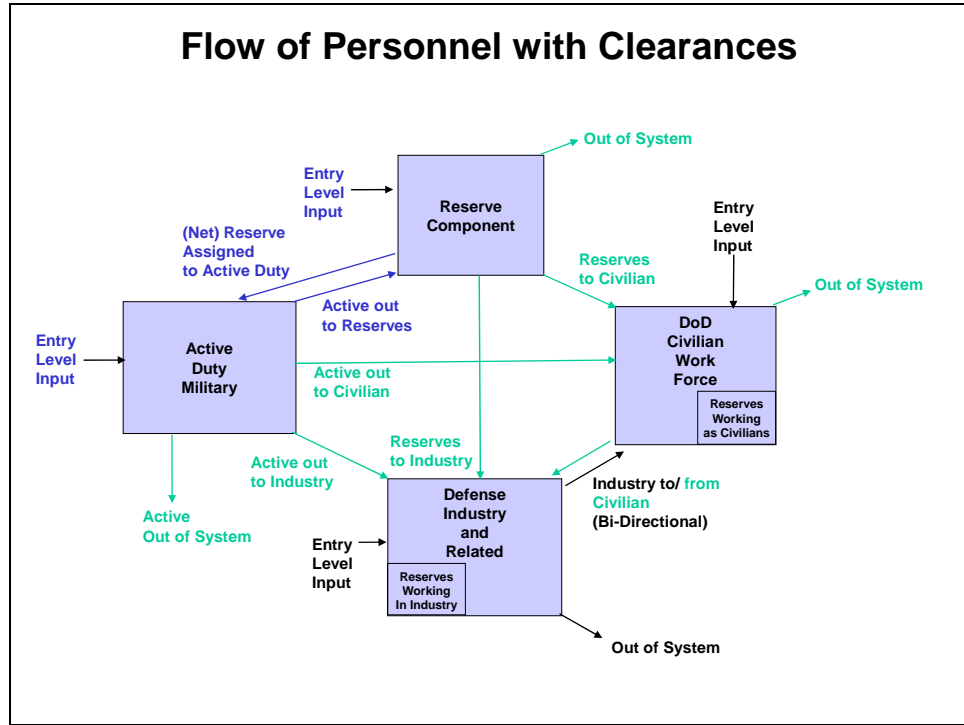 Flow of Personnel with Clearances
Out of System
Entry
Level
Input
Reserve
Component
(Net) Reserve
Assigned
to Active Duty
Entry
Level
Input
Reserves
to Civilian
Out of System
Active out
to Reserves
Entry
Level
Input
Active
Duty
Military
DoD
Civilian
Work
Force
Active out
to Civilian
Reserves
Working
as Civilians
Reserves
to Industry
Active out
to Industry
Industry to/ from
Civilian
(Bi-Directional)
Defense
Industry
and
Related
Active
Out of System
Entry
Level
Input
Reserves
Working
In Industry
Out of System